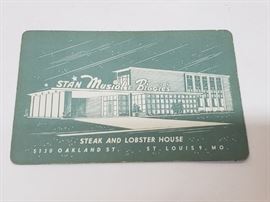 STAN Musial & Biggie's
STEAK AND LOBSTER HOUSE
5130 OAKLAND ST. ST. LOUIS 9, MO.